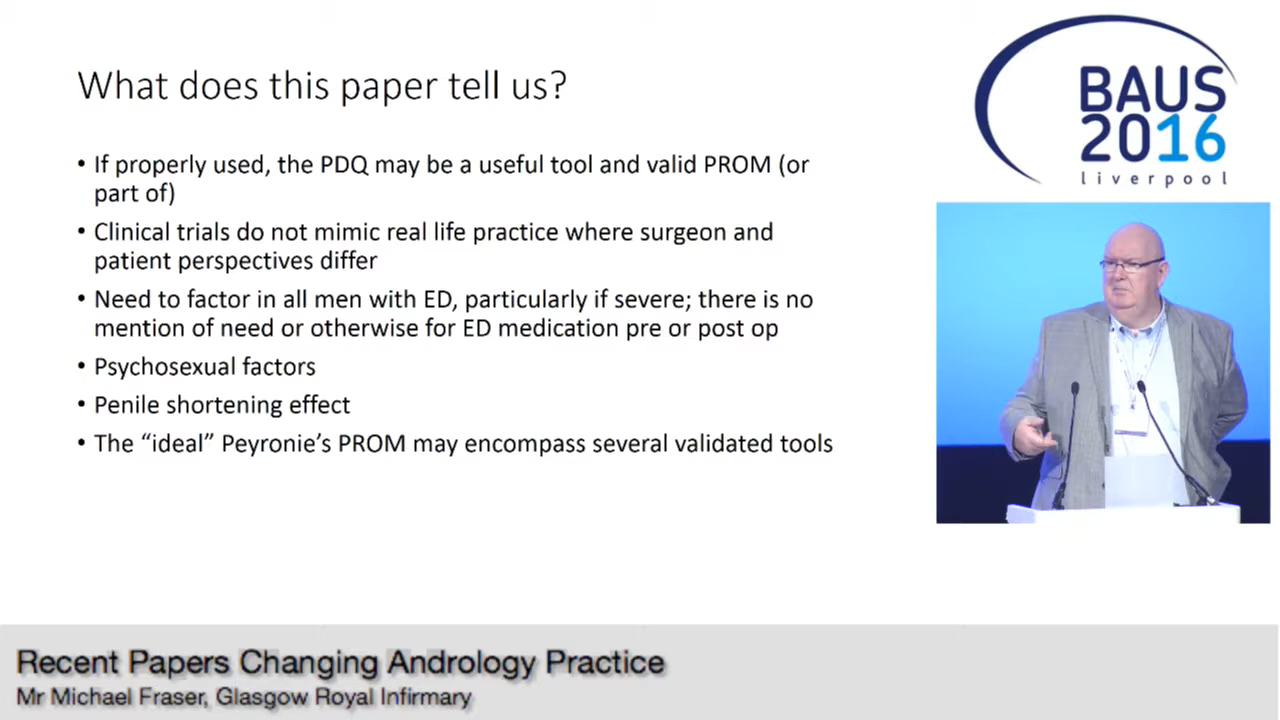 What does this paper tell us?
• If properly used, the PDQ may be a useful tool and valid PROM (or
part of)
• Clinical trials do not mimic real life practice where surgeon and
patient perspectives differ
• Need to factor in all men with ED, particularly if severe; there is no
mention of need or otherwise for ED medication pre or post op
• Psychosexual factors
• Penile shortening effect
• The “ideal” Peyronie’s PROM may encompass several validated tools
BAUS
2016
liverpool
Recent Papers Changing Andrology Practice
Mr Michael Fraser, Glasgow Royal Infirmary